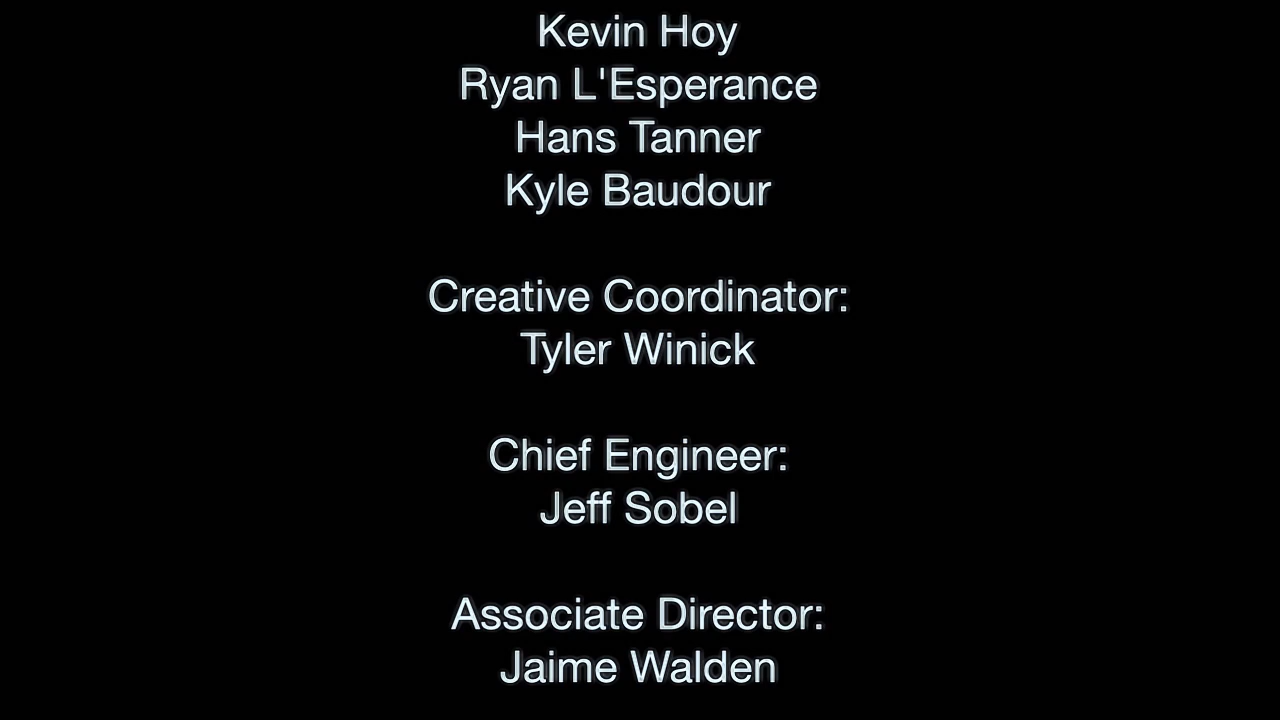 Kevin Hoy
Ryan L'Esperance
Hans Tanner
Kyle Baudour
Creative Coordinator:
Tyler Winick
Chief Engineer:
Jeff Sobel
Associate Director:
Jaime Walden